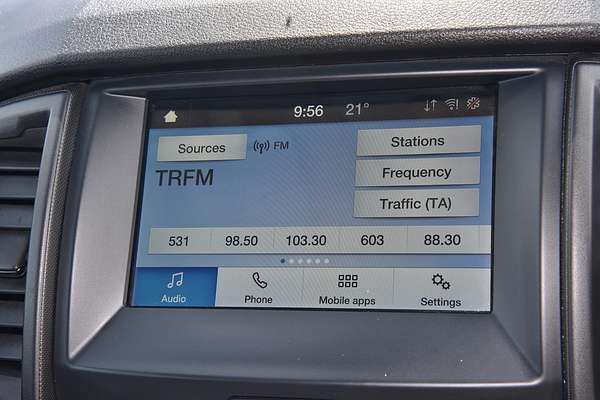 9:56 21°
Sources FM Stations
TRFM Frequency
Traffic (TA)
531 98.50 103.30 603 88.30
Audio Phone Mobile apps Settings